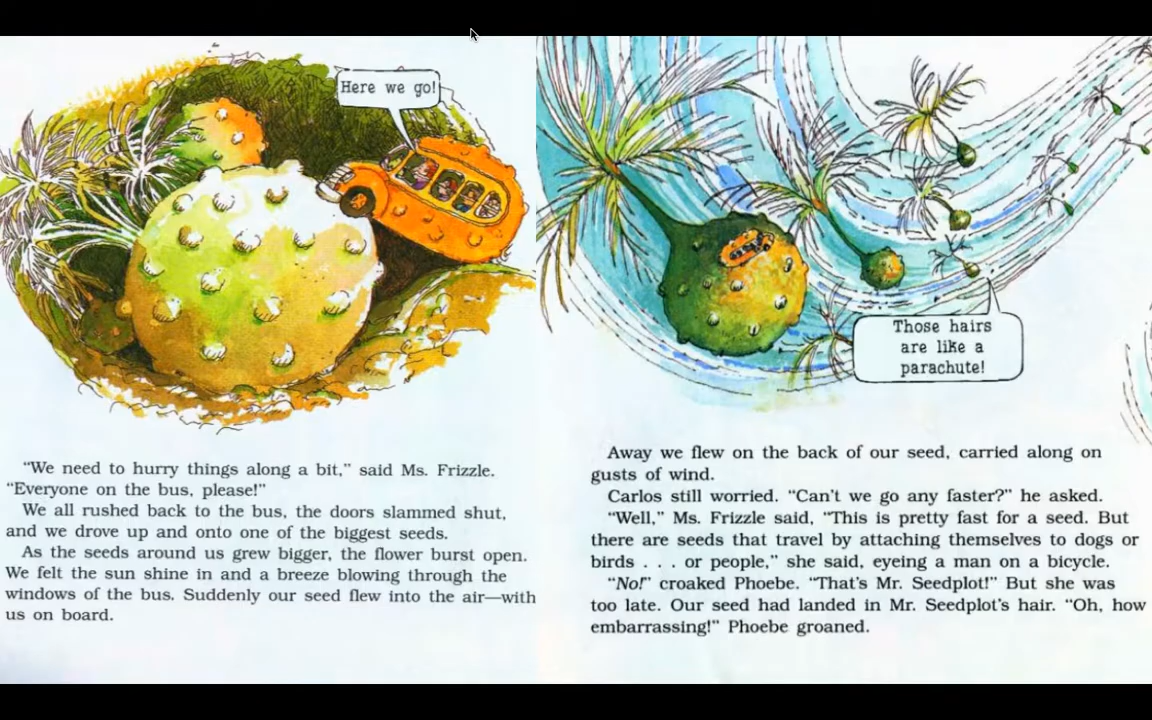 Here we go!
"We need to hurry things along a bit," said Ms. Frizzle.
"Everyone on the bus, please!"
We all rushed back to the bus, the doors slammed shut,
and we drove up and onto one of the biggest seeds.
As the seeds around us grew bigger, the flower burst open.
We felt the sun shine in and a breeze blowing through the
windows of the bus. Suddenly our seed flew into the air—with
us on board.
Those hairs
are like a
parachute!
Away we flew on the back of our seed, carried along on
gusts of wind.
Carlos still worried. "Can't we go any faster?" he asked.
"Well," Ms. Frizzle said, "This is pretty fast for a seed. But
there are seeds that travel by attaching themselves to dogs or
birds . . . or people," she said, eyeing a man on a bicycle.
"No!" croaked Phoebe. "That's Mr. Seedplot!" But she was
too late. Our seed had landed in Mr. Seedplot's hair. "Oh, how
embarrassing!" Phoebe groaned.